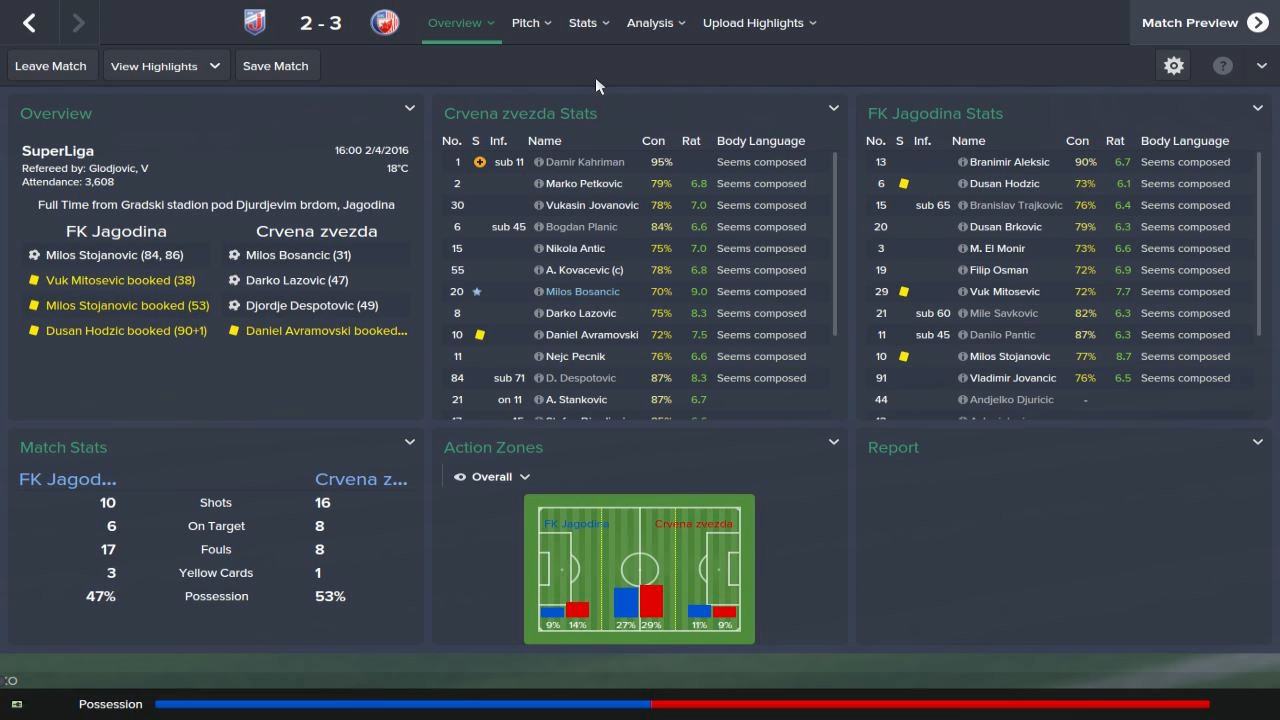 2 - 3
Overview
Pitch
Stats
Analysis
Upload Highlights
Match Preview
Leave Match
View Highlights
Save Match
?
Overview
SuperLiga 16:00 2/4/2016
Refereed by: Glodjovic, V 18°C
Attendance: 3,608
Full Time from Gradski stadion pod Djurdjevim brdom, Jagodina
FK Jagodina Crvena zvezda
Milos Stojanovic (84, 86) Milos Bosancic (31)
Vuk Mitosevic booked (38) Darko Lazovic (47)
Milos Stojanovic booked (53) Djordje Despotovic (49)
Dusan Hodzic booked (90+1) Daniel Avramovski booked...
Crvena zvezda Stats
No. S Inf. Name Con Rat Body Language
1 sub 11 Damir Kahriman 95% Seems composed
2 Marko Petkovic 79% 6.8 Seems composed
30 Vukasin Jovanovic 78% 7.0 Seems composed
6 sub 45 Bogdan Planic 84% 6.6 Seems composed
15 Nikola Antic 75% 7.0 Seems composed
55 A. Kovacevic (c) 78% 6.8 Seems composed
20 Milos Bosancic 70% 9.0 Seems composed
8 Darko Lazovic 75% 8.3 Seems composed
10 Daniel Avramovski 72% 7.5 Seems composed
11 Nejc Pecnik 76% 6.6 Seems composed
84 sub 71 D. Despotovic 87% 8.3 Seems composed
21 on 11 A. Stankovic 87% 6.7
FK Jagodina Stats
No. S Inf. Name Con Rat Body Language
13 Branimir Aleksic 90% 6.7 Seems composed
6 Dusan Hodzic 73% 6.1 Seems composed
15 sub 65 Branislav Trajkovic 76% 6.4 Seems composed
20 Dusan Brkovic 79% 6.3 Seems composed
3 M. El Monir 73% 6.6 Seems composed
19 Filip Osman 72% 6.9 Seems composed
29 Vuk Mitosevic 72% 7.7 Seems composed
21 sub 60 Mile Savkovic 82% 6.3 Seems composed
11 sub 45 Danilo Pantic 87% 6.3 Seems composed
10 Milos Stojanovic 77% 8.7 Seems composed
91 Vladimir Jovancic 76% 6.5 Seems composed
44 Andjelko Djuricic -
Match Stats
FK Jagod... Crvena z...
10 Shots 16
6 On Target 8
17 Fouls 8
3 Yellow Cards 1
47% Possession 53%
Action Zones
Overall
FK Jagodina Crvena zvezda
9% 14% 27% 29% 11% 9%
Report
Possession